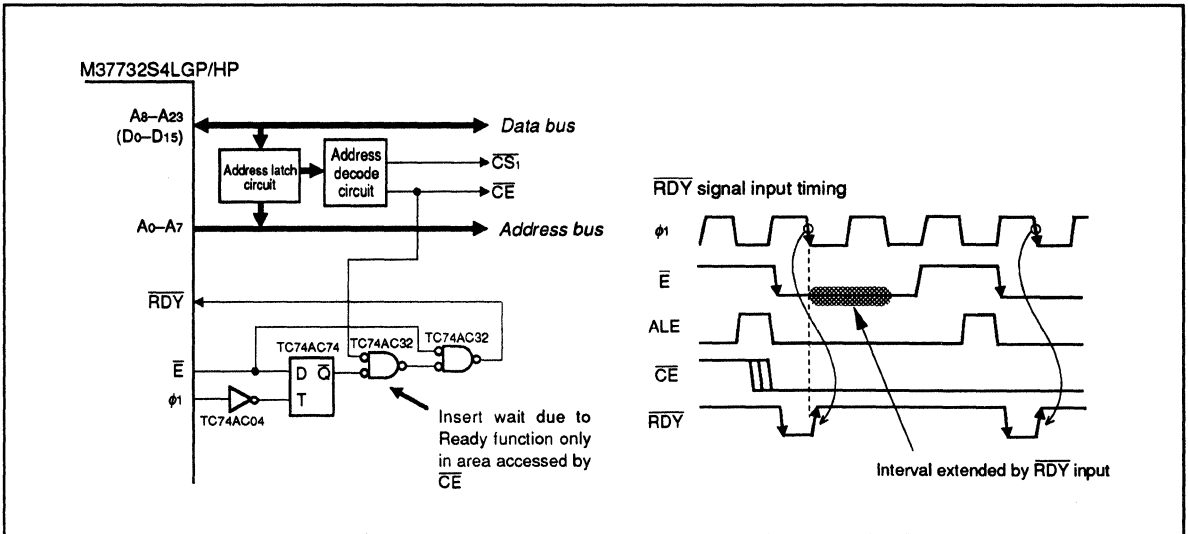 M37732S4LGP/HP
A8–A23
(D0–D15)
Data bus
Address latch
circuit
Address
decode
circuit
CS1
CE
A0–A7
Address bus
RDY
TC74AC74
TC74AC32
TC74AC32
E
D Q
ϕ1
T
TC74AC04
Insert wait due to
Ready function only
in area accessed by
CE
RDY signal input timing
ϕ1
E
ALE
CE
RDY
Interval extended by RDY input